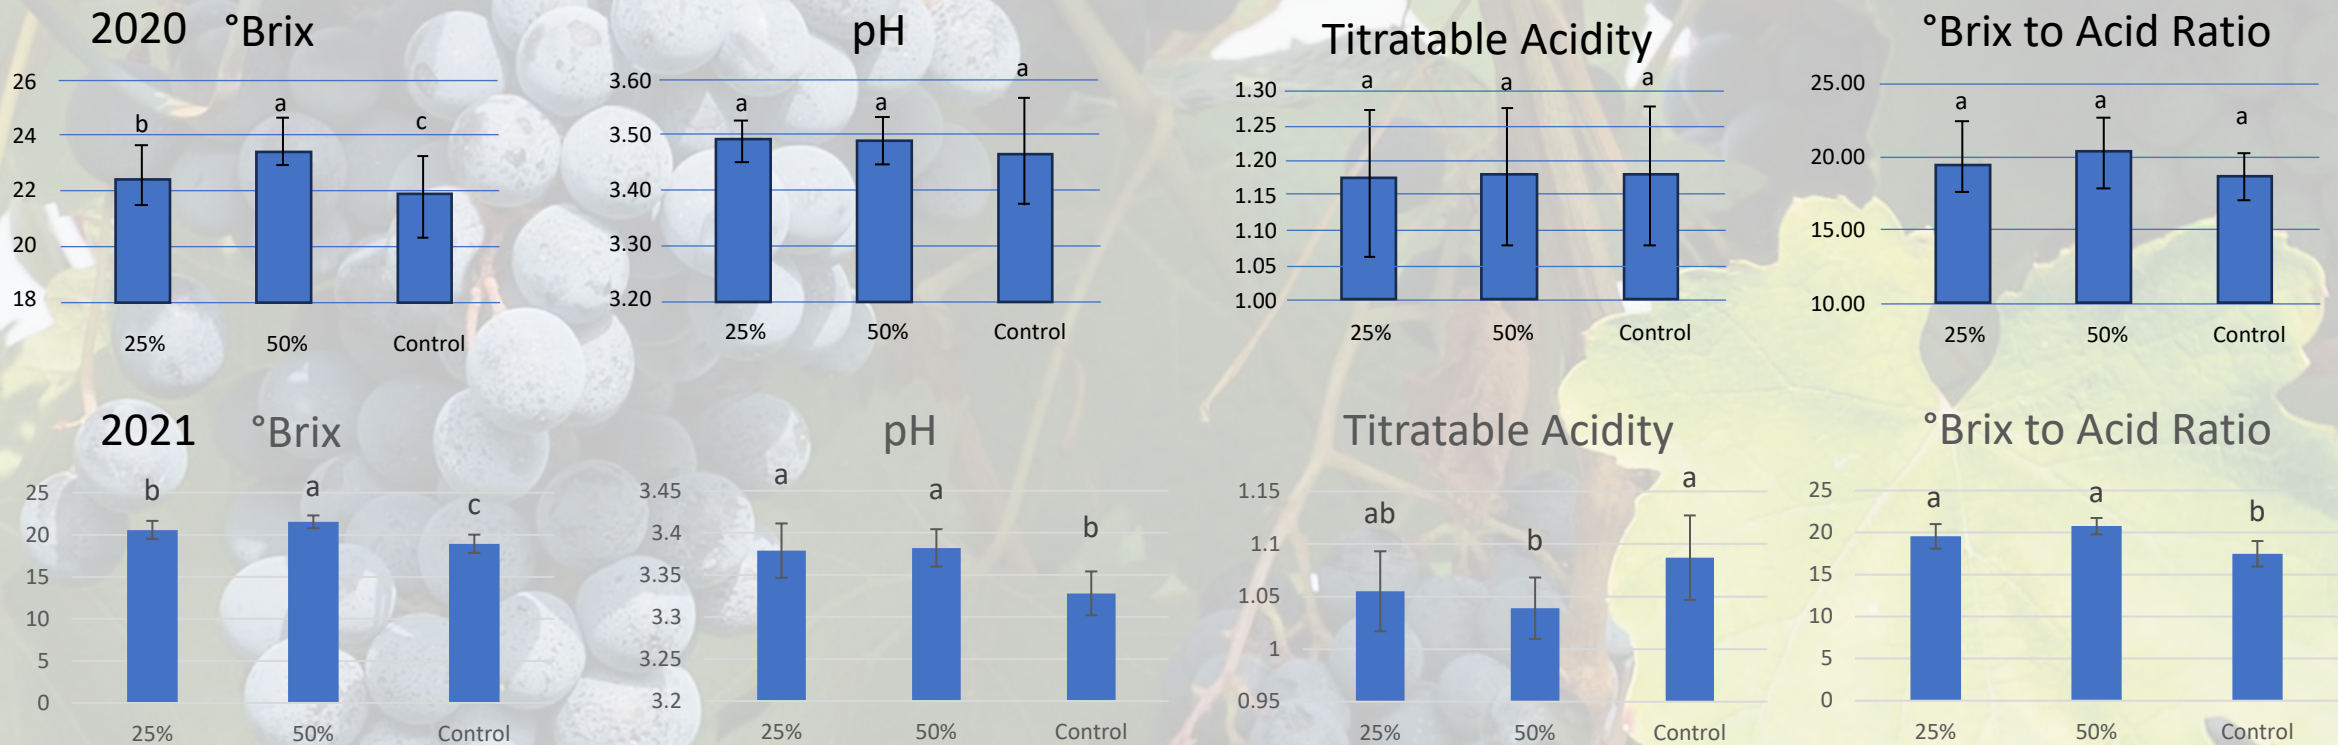 2020 °Brix
26
24
22
20
18
b
a
c
25% 50% Control
pH
3.60
3.50
3.40
3.30
3.20
a
a
a
25% 50% Control
Titratable Acidity
1.30
1.25
1.20
1.15
1.10
1.05
1.00
a
a
a
25% 50% Control
°Brix to Acid Ratio
25.00
20.00
15.00
10.00
a
a
a
25% 50% Control
2021 °Brix
25
20
15
10
5
0
b
a
c
25% 50% Control
pH
3.45
3.4
3.35
3.3
3.25
3.2
a
a
b
25% 50% Control
Titratable Acidity
1.15
1.1
1.05
1
0.95
ab
b
a
25% 50% Control
°Brix to Acid Ratio
25
20
15
10
5
0
a
a
b
25% 50% Control